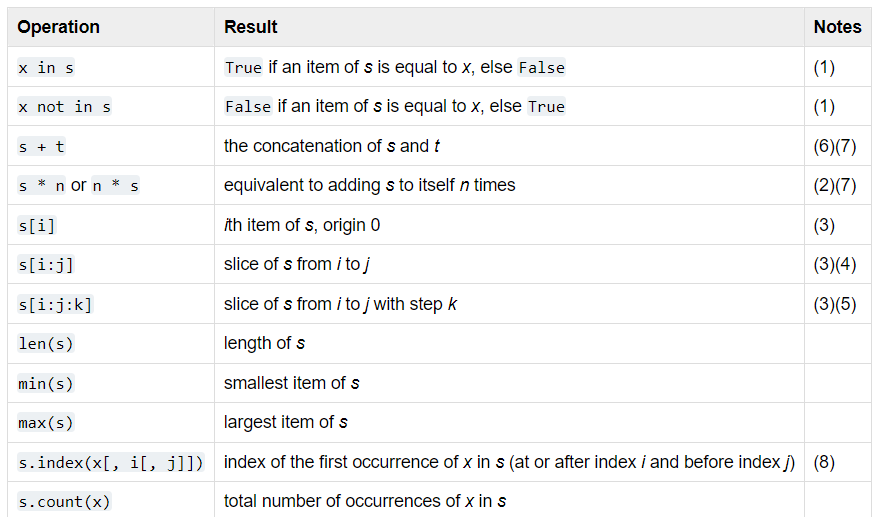 Operation Result Notes
x in s True if an item of s is equal to x, else False (1)
x not in s False if an item of s is equal to x, else True (1)
s + t the concatenation of s and t (6)(7)
s * n or n * s equivalent to adding s to itself n times (2)(7)
s[i] ith item of s, origin 0 (3)
s[i:j] slice of s from i to j (3)(4)
s[i:j:k] slice of s from i to j with step k (3)(5)
len(s) length of s
min(s) smallest item of s
max(s) largest item of s
s.index(x[, i[, j]]) index of the first occurrence of x in s (at or after index i and before index j) (8)
s.count(x) total number of occurrences of x in s